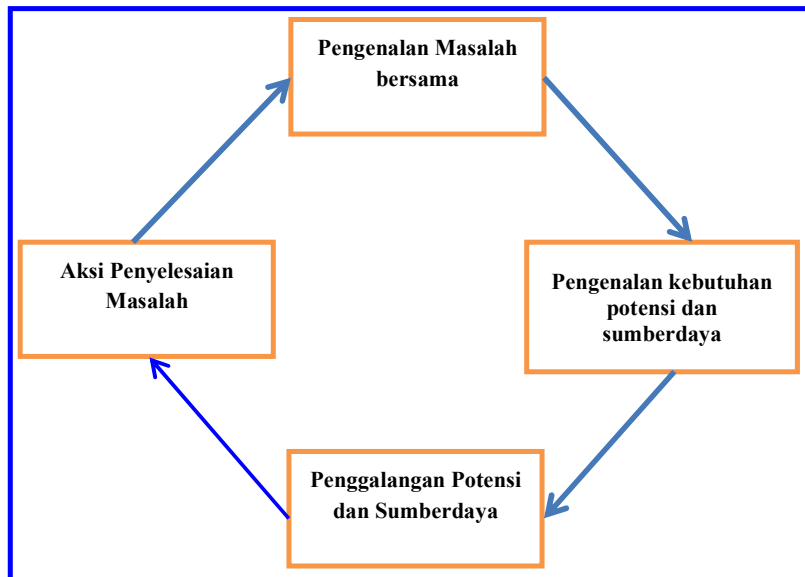 Pengenalan Masalah
bersama
Aksi Penyelesaian
Masalah
Pengenalan kebutuhan
potensi dan
sumberdaya
Penggalangan Potensi
dan Sumberdaya